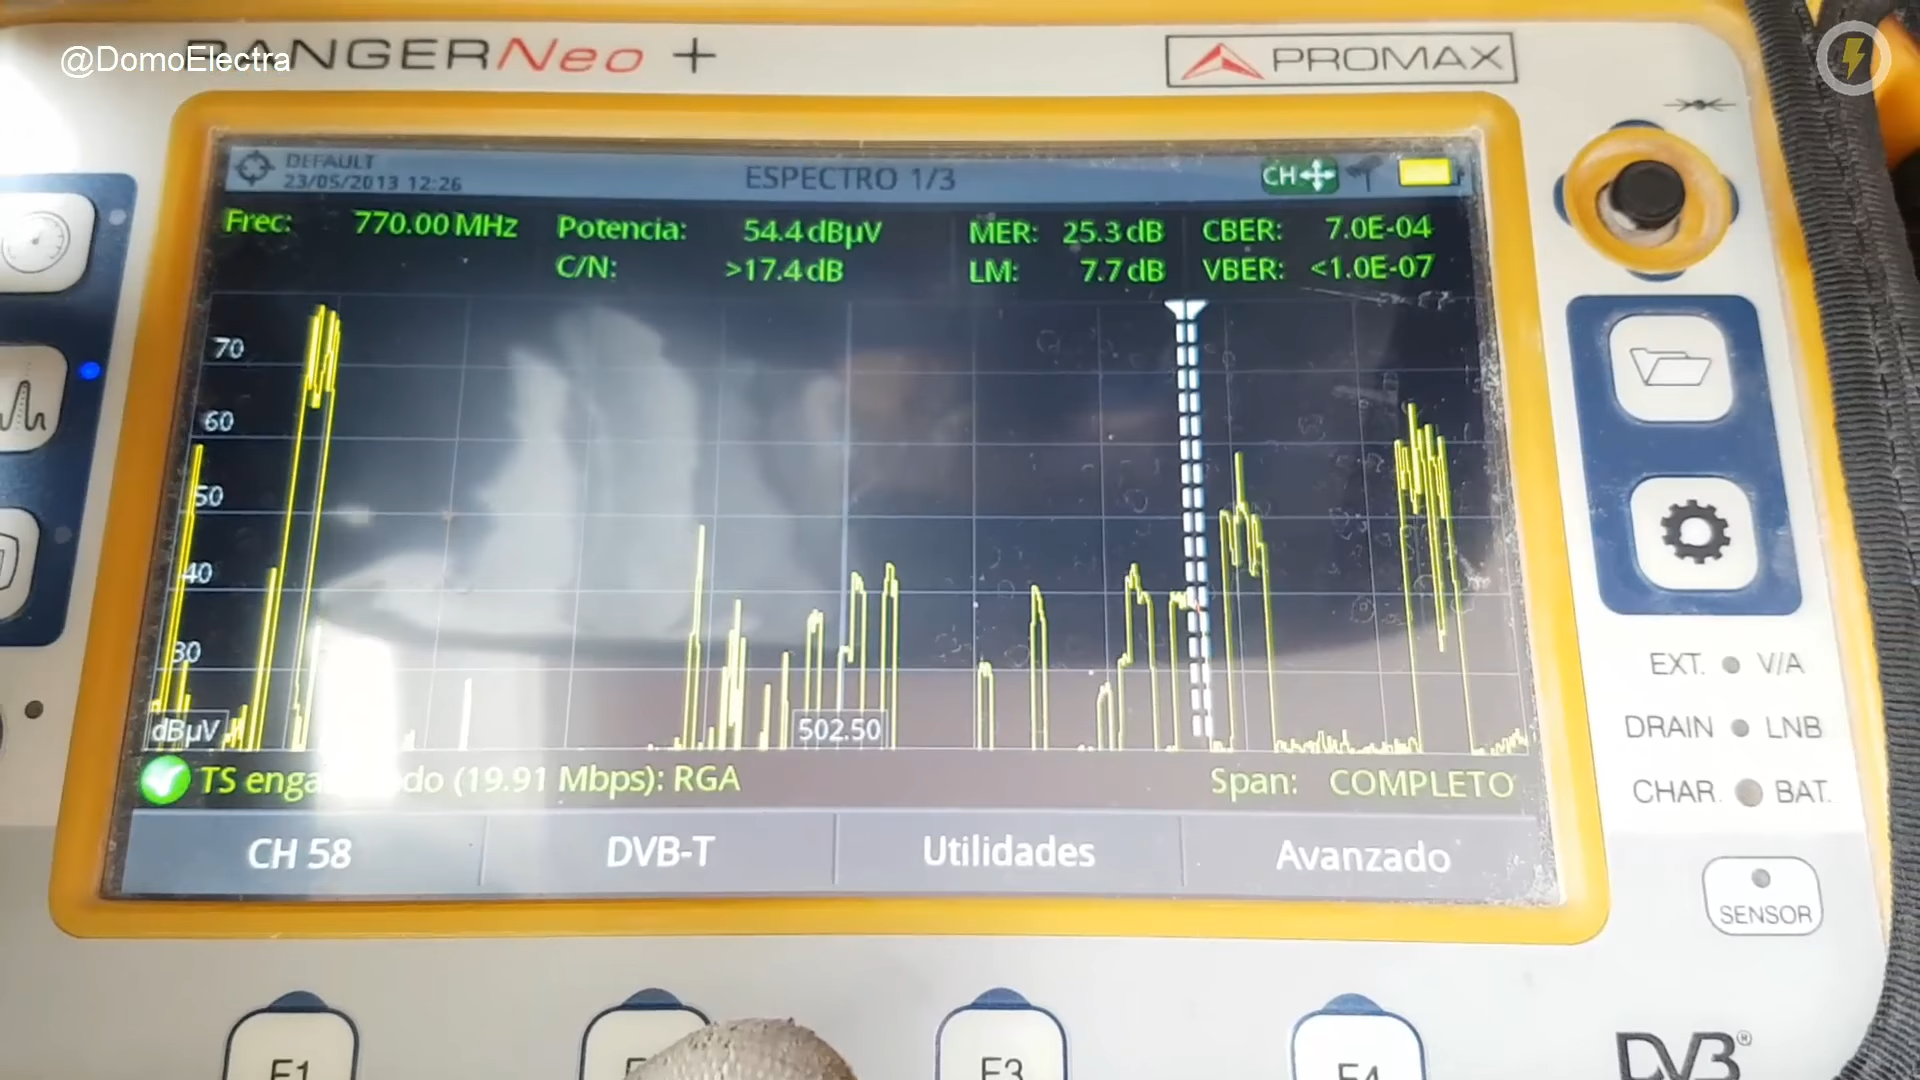 @DomoElectra
RANGERNeo +
PROMAX
DEFAULT
23/05/2013 12:26
ESPECTRO 1/3
CH
Frec: 770.00 MHz
Potencia: 54.4 dBµV
MER: 25.3 dB
CBER: 7.0E-04
C/N: >17.4 dB
LM: 7.7 dB
VBER: <1.0E-07
70
60
50
40
30
dBµV
502.50
(19.91 Mbps): RGA
Span: COMPLETO
CH 58
DVB-T
Utilidades
Avanzado
EXT. V/A
DRAIN LNB
CHAR. BAT.
SENSOR
F1
F3
F4
DVB®